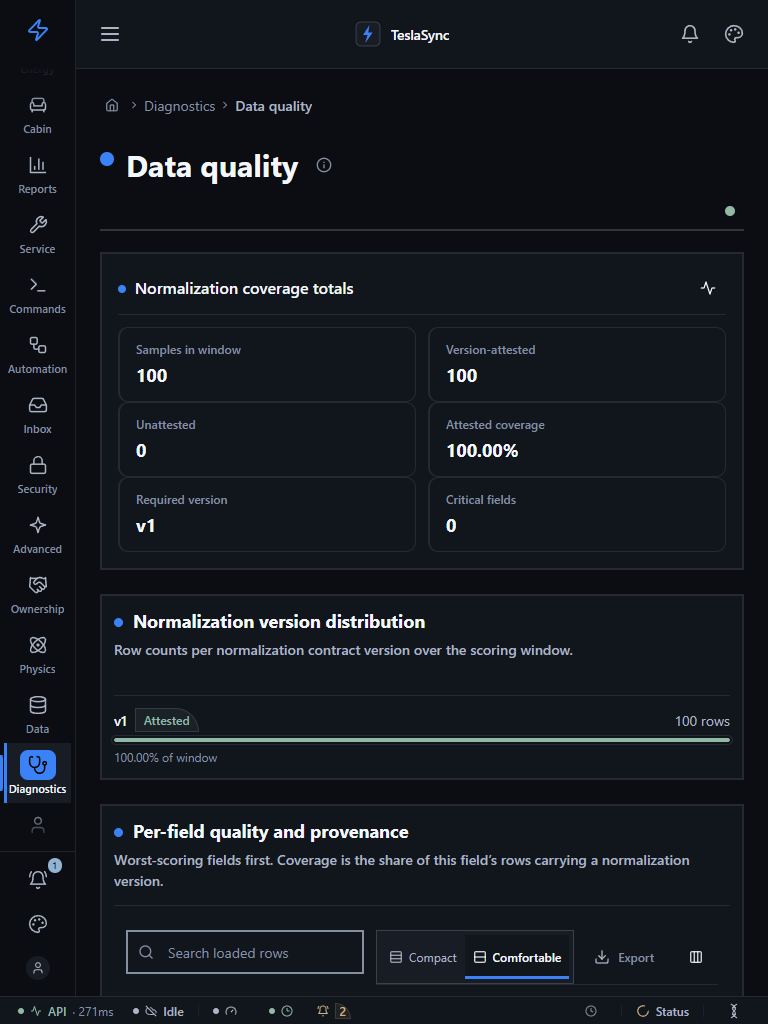 TeslaSync
Energy
Cabin
Reports
Service
Commands
Automation
Inbox
Security
Advanced
Ownership
Physics
Data
Diagnostics
1
Diagnostics > Data quality
Data quality
Normalization coverage totals
Samples in window
100
Version-attested
100
Unattested
0
Attested coverage
100.00%
Required version
v1
Critical fields
0
Normalization version distribution
Row counts per normalization contract version over the scoring window.
v1 Attested 100 rows
100.00% of window
Per-field quality and provenance
Worst-scoring fields first. Coverage is the share of this field's rows carrying a normalization
version.
Search loaded rows Compact Comfortable Export
API · 271ms Idle 2 Status